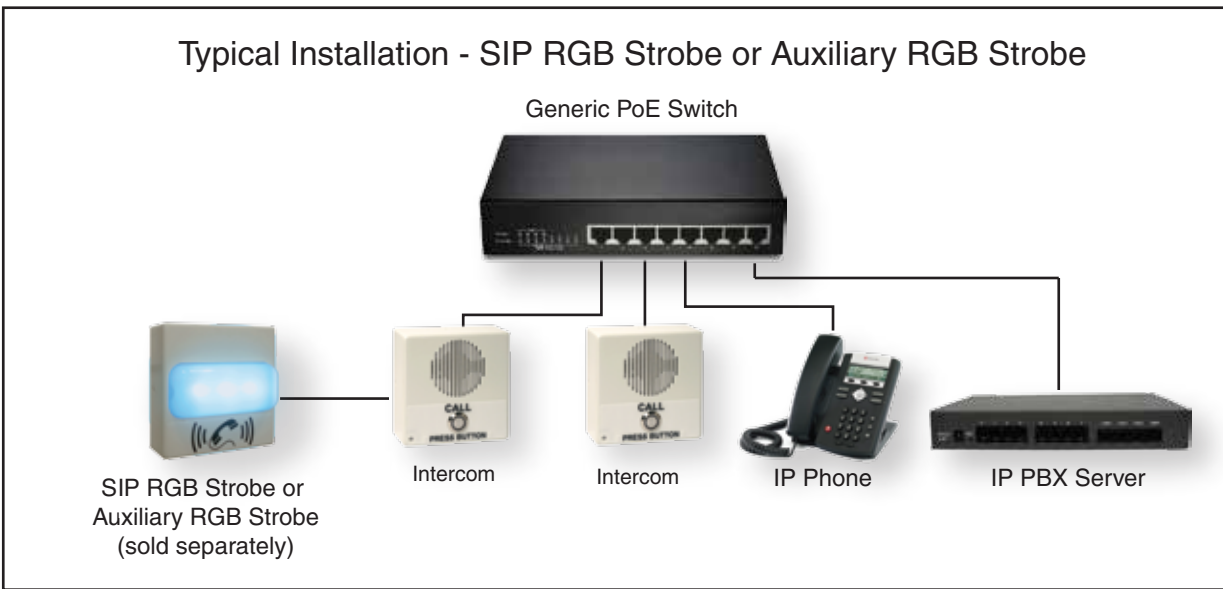 Typical Installation - SIP RGB Strobe or Auxiliary RGB Strobe
Generic PoE Switch
CALL
PRESS BUTTON
CALL
PRESS BUTTON
Intercom
Intercom
IP Phone
IP PBX Server
SIP RGB Strobe or
Auxiliary RGB Strobe
(sold separately)